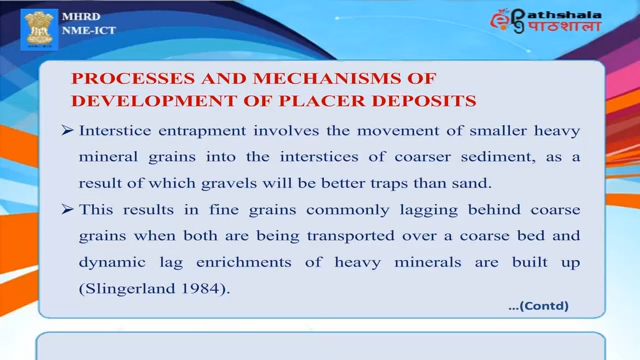 MHRD
NME-ICT
Pathshala
पाठशाला
PROCESSES AND MECHANISMS OF
DEVELOPMENT OF PLACER DEPOSITS
➢ Interstice entrapment involves the movement of smaller heavy
mineral grains into the interstices of coarser sediment, as a
result of which gravels will be better traps than sand.
➢ This results in fine grains commonly lagging behind coarse
grains when both are being transported over a coarse bed and
dynamic lag enrichments of heavy minerals are built up
(Slingerland 1984).
...(Contd)